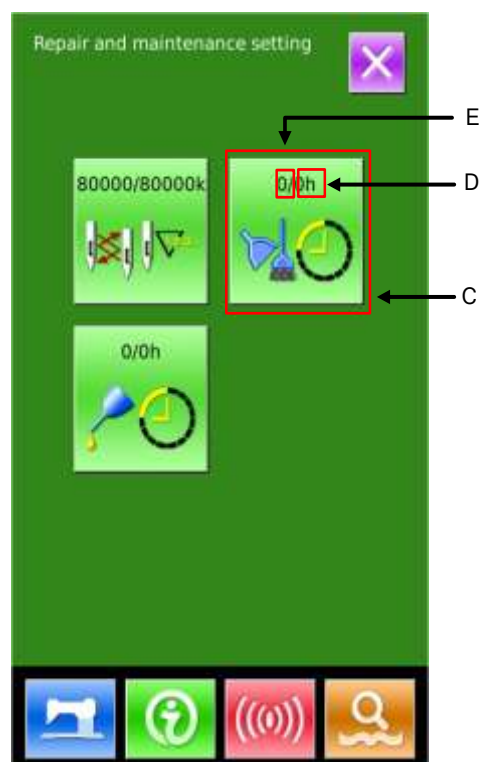 Repair and maintenance setting
E
80000/80000k
0/0h
D
C
0/0h